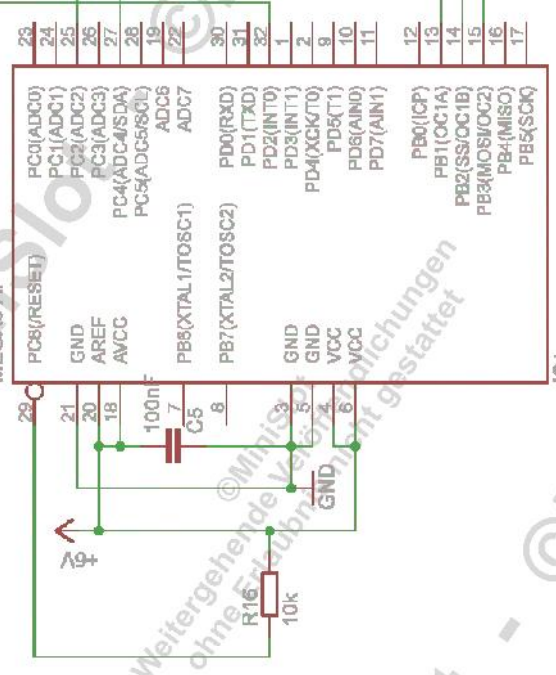 23
24
25
26
27
28
19
22
30
31
32
1
2
9
10
11
12
13
14
15
16
17
PC0(ADC0)
PC1(ADC1)
PC2(ADC2)
PC3(ADC3)
PC4(ADC4/SDA)
PC5(ADC5/SCL)
ADC6
ADC7
PD0(RXD)
PD1(TXD)
PD2(INT0)
PD3(INT1)
PD4(XCK/T0)
PD5(T1)
PD6(AIN0)
PD7(AIN1)
PB0(ICP)
PB1(OC1A)
PB2(SS/OC1B)
PB3(MOSI/OC2)
PB4(MISO)
PB5(SCK)
PC6(/RESET)
GND
AREF
AVCC
PB6(XTAL1/TOSC1)
PB7(XTAL2/TOSC2)
GND
GND
VCC
VCC
29
21
20
18
7
8
3
5
4
6
100nF
C5
GND
+6V
R16
10k
©MiniSlot
Weitergehende Veröffendlichungen
ohne Erlaubnis nicht gestattet
©
©